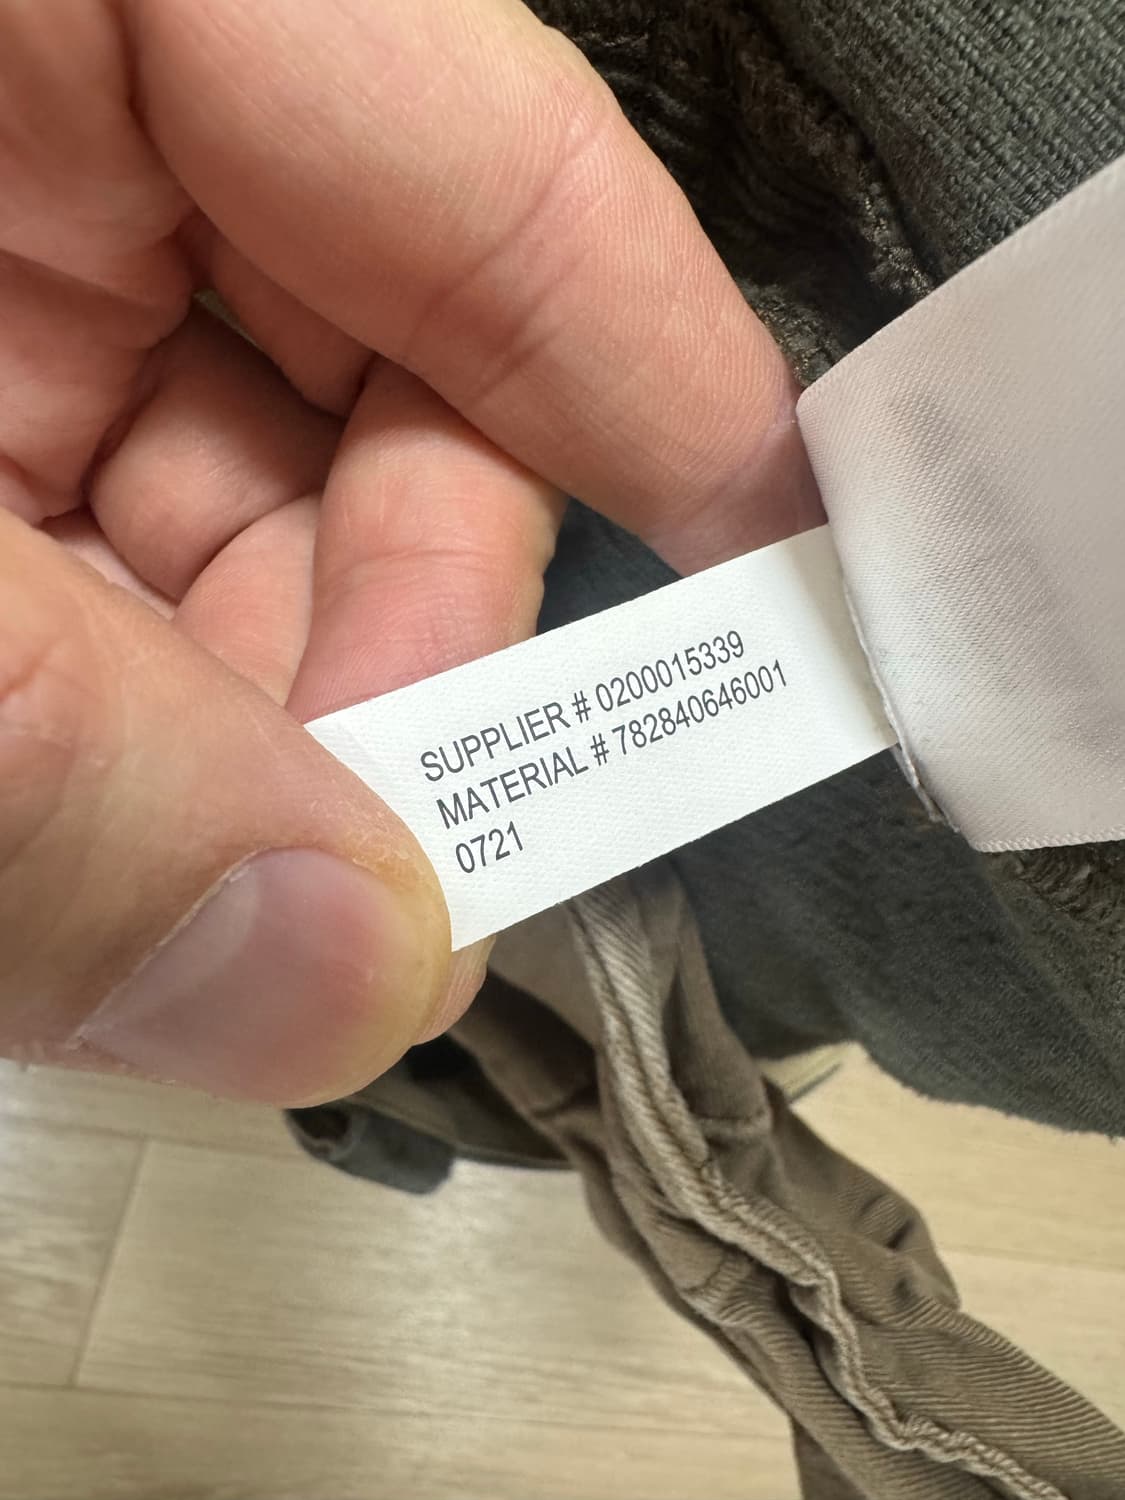 SUPPLIER # 0200015339
MATERIAL # 782840646001
0721